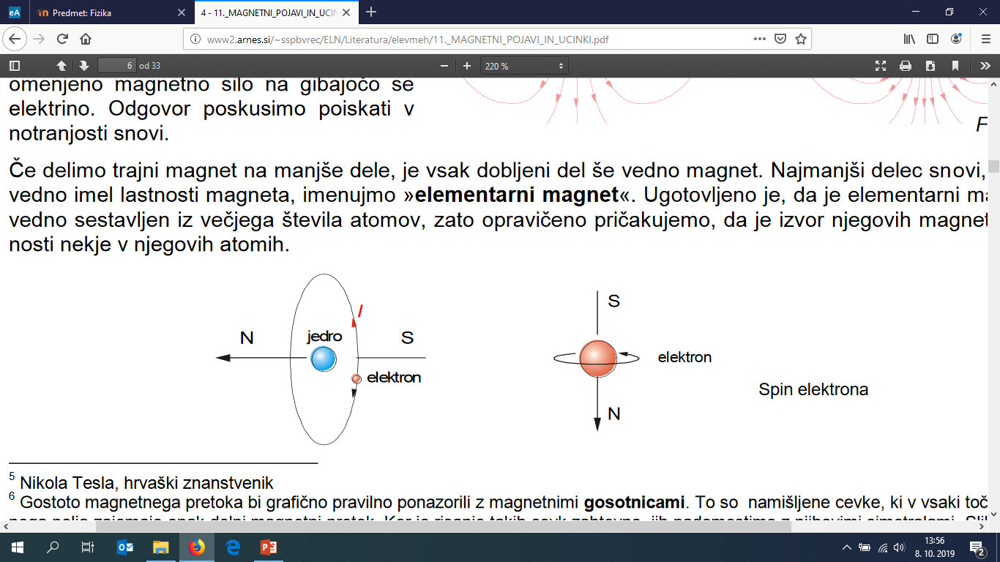 eA
Predmet: Fizika
4 - 11._MAGNETNI_POJAVI_IN_UCIN
www2.arnes.si/~sspbvrec/ELN/Literatura/elevmeh/11._MAGNETNI_POJAVI_IN_UCINKI.pdf
6 od 33
220 %
omenjeno magnetno silo na gibajočo se
elektrino. Odgovor poskusimo poiskati v
notranjosti snovi.
F
Če delimo trajni magnet na manjše dele, je vsak dobljeni del še vedno magnet. Najmanjši delec snovi,
vedno imel lastnosti magneta, imenujmo »elementarni magnet«. Ugotovljeno je, da je elementarni ma
vedno sestavljen iz večjega števila atomov, zato opravičeno pričakujemo, da je izvor njegovih magnet
nosti nekje v njegovih atomih.
I
N
jedro
S
elektron
S
elektron
N
Spin elektrona
5 Nikola Tesla, hrvaški znanstvenik
6 Gostoto magnetnega pretoka bi grafično pravilno ponazorili z magnetnimi gosotnicami. To so namišljene cevke, ki v vsaki toč
13:56
8. 10. 2019
2